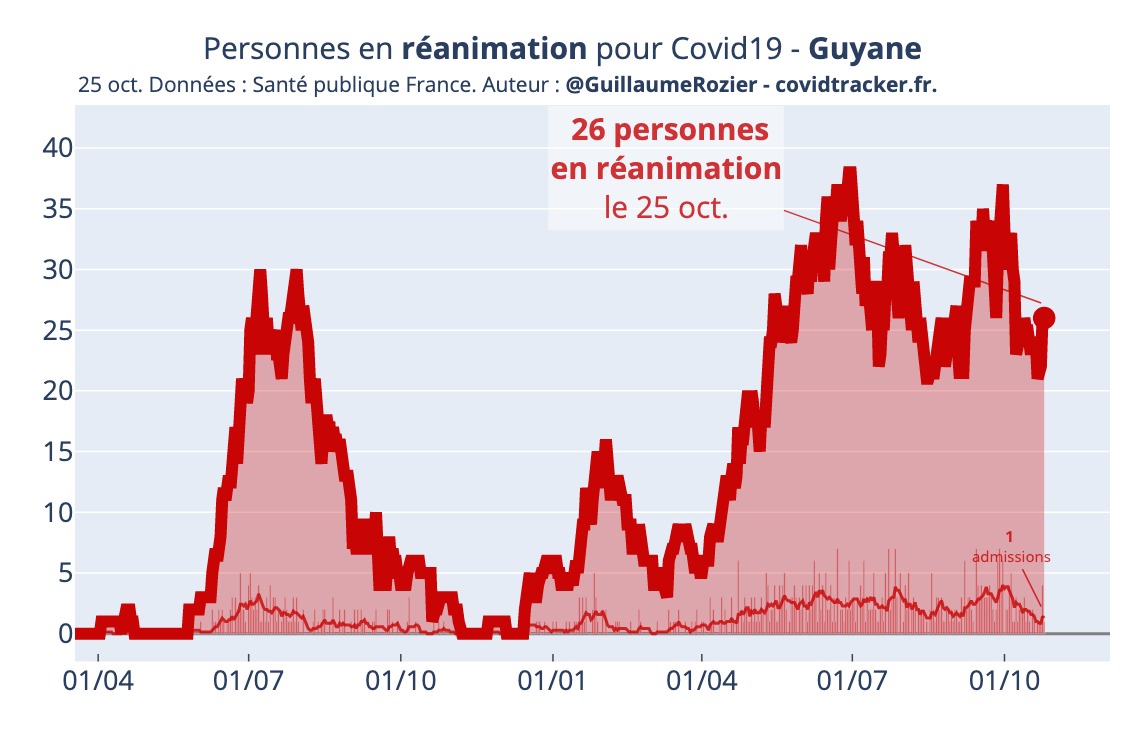 Personnes en réanimation pour Covid19 - Guyane
25 oct. Données : Santé publique France. Auteur : @GuillaumeRozier - covidtracker.fr.
26 personnes
en réanimation
le 25 oct.
40
35
30
25
20
15
10
5
0
1
admissions
01/04
01/07
01/10
01/01
01/04
01/07
01/10